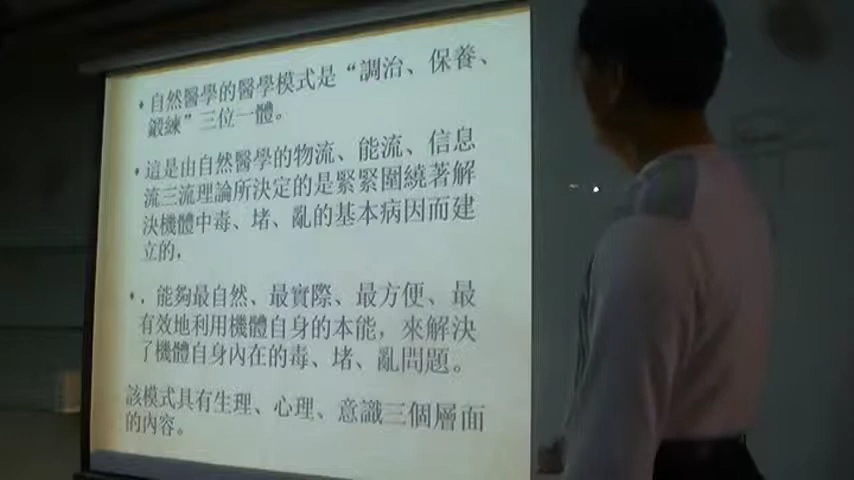 • 自然醫學的醫學模式是“調治、保養、
鍛練”三位一體。
• 這是由自然醫學的物流、能流、信息
流三流理論所決定的是緊緊圍繞著解
決機體中毒、堵、亂的基本病因而建
立的,
• . 能夠最自然、最實際、最方便、最
有效地利用機體自身的本能，來解決
了機體自身內在的毒、堵、亂問題。
該模式具有生理、心理、意識三個層面
的內容。